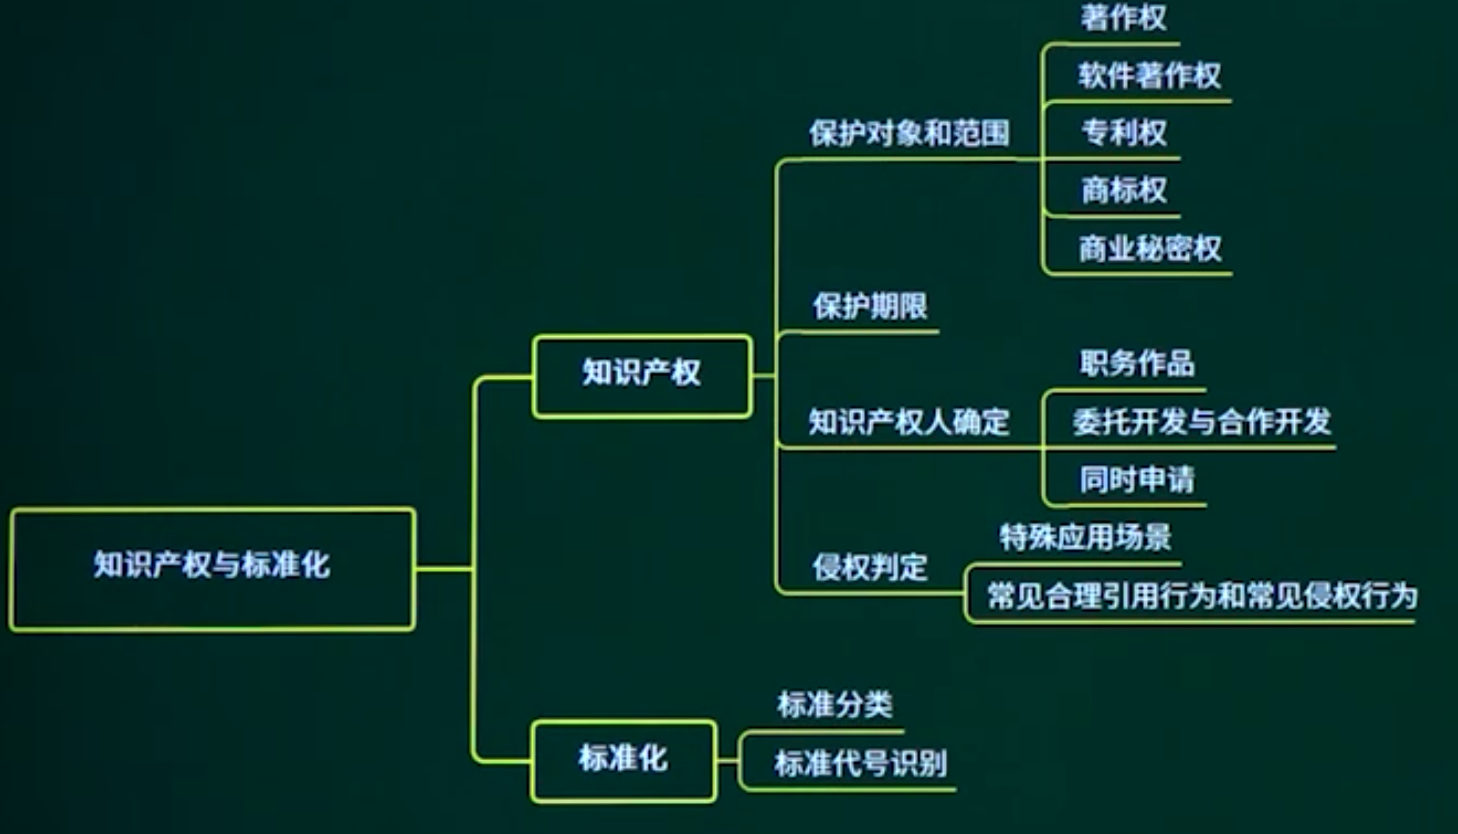 著作权
软件著作权
保护对象和范围
专利权
商标权
商业秘密权
保护期限
知识产权
职务作品
知识产权人确定
委托开发与合作开发
同时申请
特殊应用场景
侵权判定
常见合理引用行为和常见侵权行为
知识产权与标准化
标准分类
标准化
标准代号识别